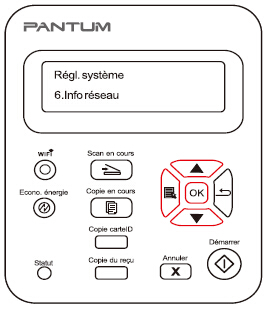 PANTUM
Régl. système
6.Info réseau
WiFi
Scan en cours
Econo. énergie
Copie en cours
OK
Copie carteID
Démarrer
Statut
Copie du reçu
Annuler
X